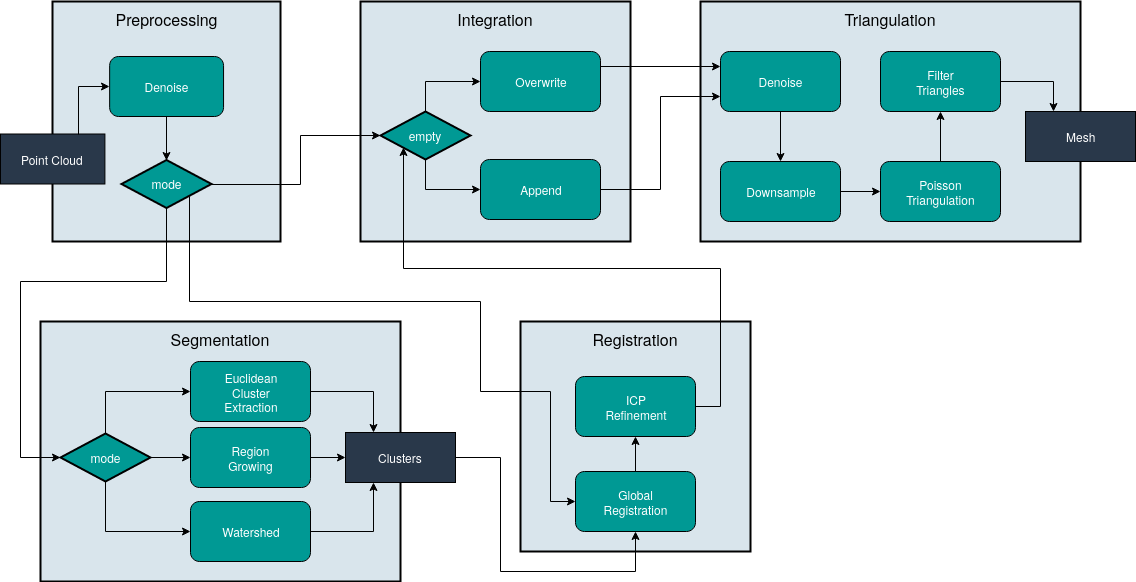 Preprocessing
Denoise
Point Cloud
mode
Integration
Overwrite
empty
Append
Triangulation
Denoise
Filter
Triangles
Mesh
Downsample
Poisson
Triangulation
Segmentation
Euclidean
Cluster
Extraction
mode
Region
Growing
Clusters
Watershed
Registration
ICP
Refinement
Global
Registration